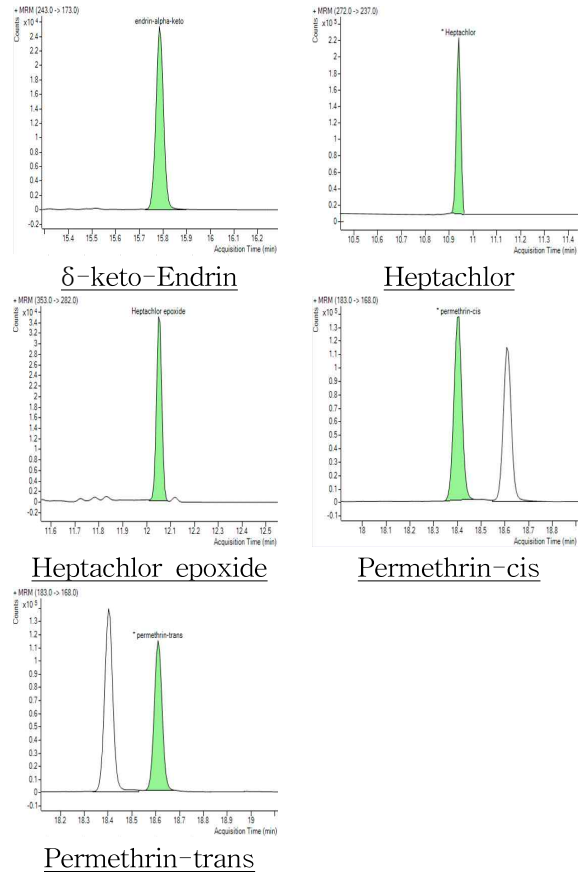 + MRM (243.0 -> 173.0)
Counts
x10 4
endrin-alpha-keto
2.4
2.2
2
1.8
1.6
1.4
1.2
1
0.8
0.6
0.4
0.2
0
-0.2
15.4 15.5 15.6 15.7 15.8 15.9 16 16.1 16.2
Acquisition Time (min)
δ-keto-Endrin
+ MRM (272.0 -> 237.0)
Counts
* Heptachlor
2.2
2
1.8
1.6
1.4
1.2
1
0.8
0.6
0.4
0.2
0
10.5 10.6 10.7 10.8 10.9 11 11.1 11.2 11.3 11.4
Acquisition Time (min)
Heptachlor
+ MRM (353.0 -> 282.0)
Counts
Heptachlor epoxide
3.4
3.2
3
2.8
2.6
2.4
2.2
2
1.8
1.6
1.4
1.2
1
0.8
0.6
0.4
0.2
0
-0.2
11.6 11.7 11.8 11.9 12 12.1 12.2 12.3 12.4 12.5
Acquisition Time (min)
Heptachlor epoxide
+ MRM (183.0 -> 168.0)
Counts
x10 5
* permethrin-cis
1.3
1.2
1.1
1
0.9
0.8
0.7
0.6
0.5
0.4
0.3
0.2
0.1
0
-0.1
18 18.1 18.2 18.3 18.4 18.5 18.6 18.7 18.8
Acquisition Time (min)
Permethrin-cis
+ MRM (183.0 -> 168.0)
Counts
x10 5
* permethrin-trans
1.3
1.2
1.1
1
0.9
0.8
0.7
0.6
0.5
0.4
0.3
0.2
0.1
0
-0.1
18.2 18.3 18.4 18.5 18.6 18.7 18.8 18.9 19
Acquisition Time (min)
Permethrin-trans